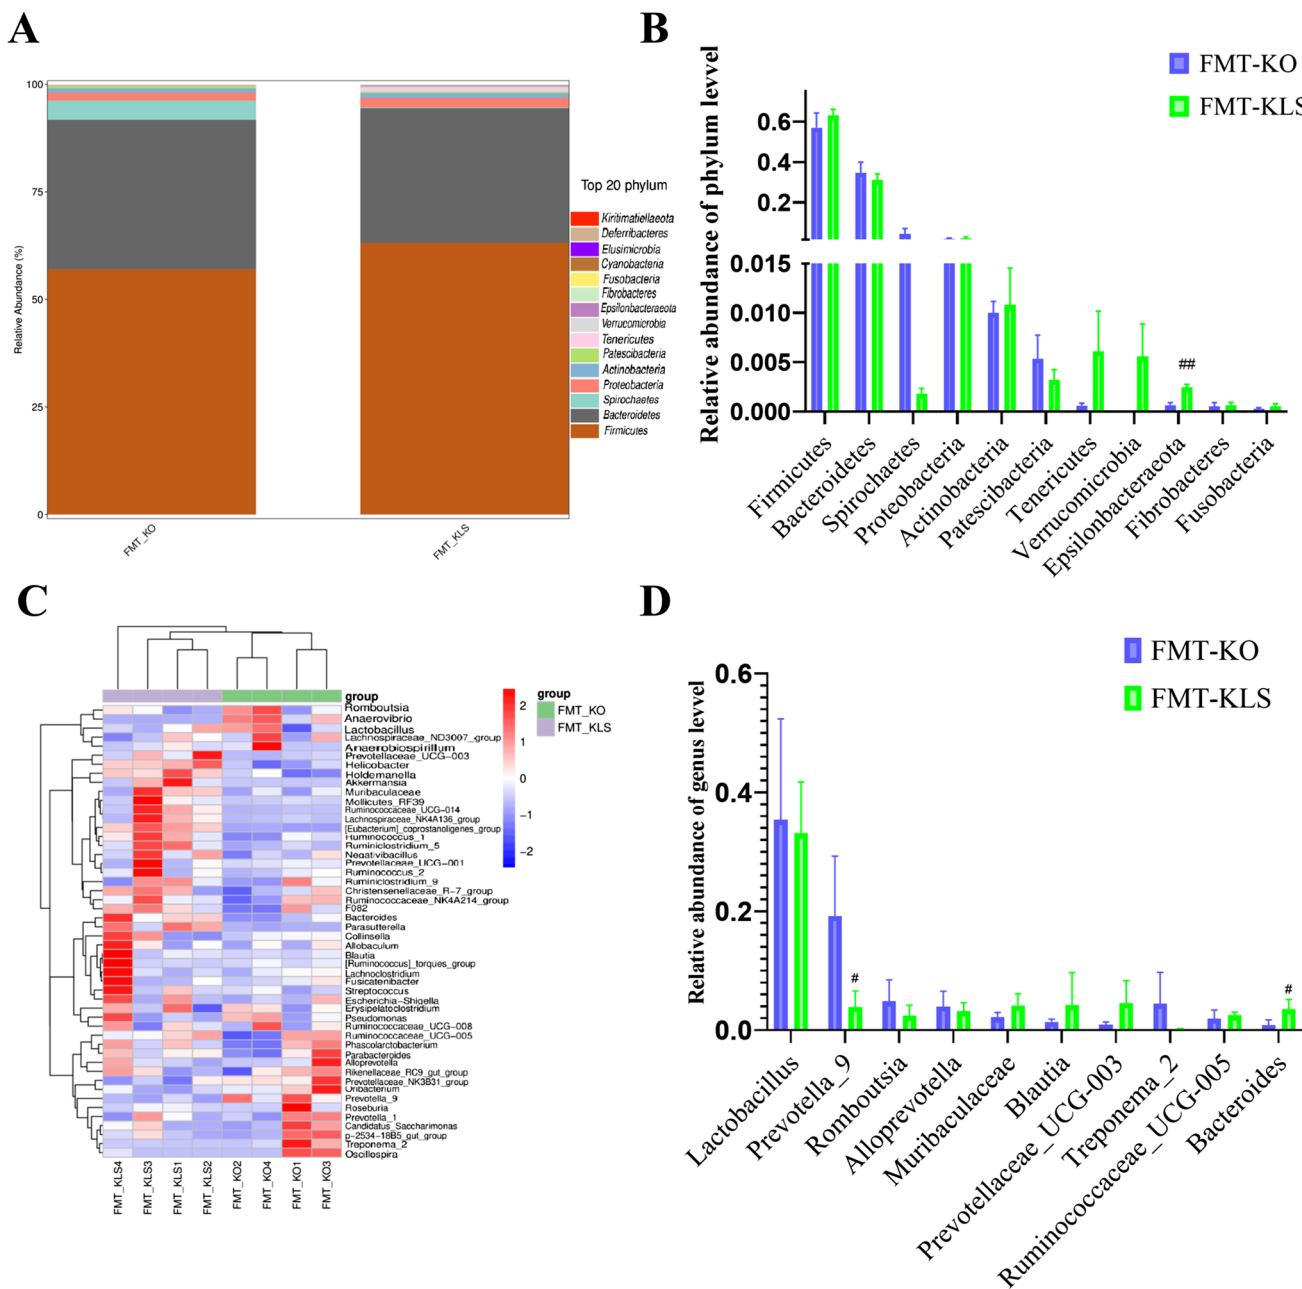 A
100
75
50
25
0
Relative Abundance (%)
FMT_KO
FMT_KLS
Top 20 phylum
Kiritimatiellaeota
Deferribacteres
Elusimicrobia
Cyanobacteria
Fusobacteria
Fibrobacteres
Epsilonbacteraeota
Verrucomicrobia
Tenericutes
Patescibacteria
Actinobacteria
Proteobacteria
Spirochaetes
Bacteroidetes
Firmicutes
B
FMT-KO
FMT-KLS
Relative abundance of phylum levvel
0.6
0.4
0.2
0.015
0.010
0.005
0.000
##
Firmicutes
Bacteroidetes
Spirochaetes
Proteobacteria
Actinobacteria
Patescibacteria
Tenericutes
Verrucomicrobia
Epsilonbacteraeota
Fibrobacteres
Fusobacteria
C
group
Romboutsia
Anaerovibrio
Lactobacillus
Lachnospiraceae_ND3007_group
Anaerobiospirillum
Prevotellaceae_UCG-003
Helicobacter
Holdemanella
Akkermansia
Muribaculaceae
Mollicutes_RF39
Ruminococcaceae_UCG-014
Lachnospiraceae_NK4A136_group
[Eubacterium]_coprostanoligenes_group
Ruminococcus_1
Ruminiclostridium_5
Negativibacillus
Prevotellaceae_UCG-001
Ruminococcus_2
Ruminiclostridium_9
Christensenellaceae_R-7_group
Ruminococcaceae_NK4A214_group
F082
Bacteroides
Parasutterella
Collinsella
Allobaculum
Blautia
[Ruminococcus]_torques_group
Lachnoclostridium
Fusicatenibacter
Streptococcus
Escherichia-Shigella
Erysipelatoclostridium
Pseudomonas
Ruminococcaceae_UCG-008
Ruminococcaceae_UCG-005
Phascolarctobacterium
Parabacteroides
Alloprevotella
Rikenellaceae_RC9_gut_group
Prevotellaceae_NK3B31_group
Oribacterium
Prevotella_9
Roseburia
Prevotella_1
Candidatus_Saccharimonas
p-2534-18B5_gut_group
Treponema_2
Oscillospira
FMT_KLS4
FMT_KLS3
FMT_KLS1
FMT_KLS2
FMT_KO2
FMT_KO4
FMT_KO1
FMT_KO3
2
1
0
−1
−2
group
FMT_KO
FMT_KLS
D
FMT-KO
FMT-KLS
Relative abundance of genus levvel
0.6
0.4
0.2
0.0
#
#
Lactobacillus
Prevotella_9
Romboutsia
Alloprevotella
Muribaculaceae
Blautia
Prevotellaceae_UCG-003
Treponema_2
Ruminococcaceae_UCG-005
Bacteroides